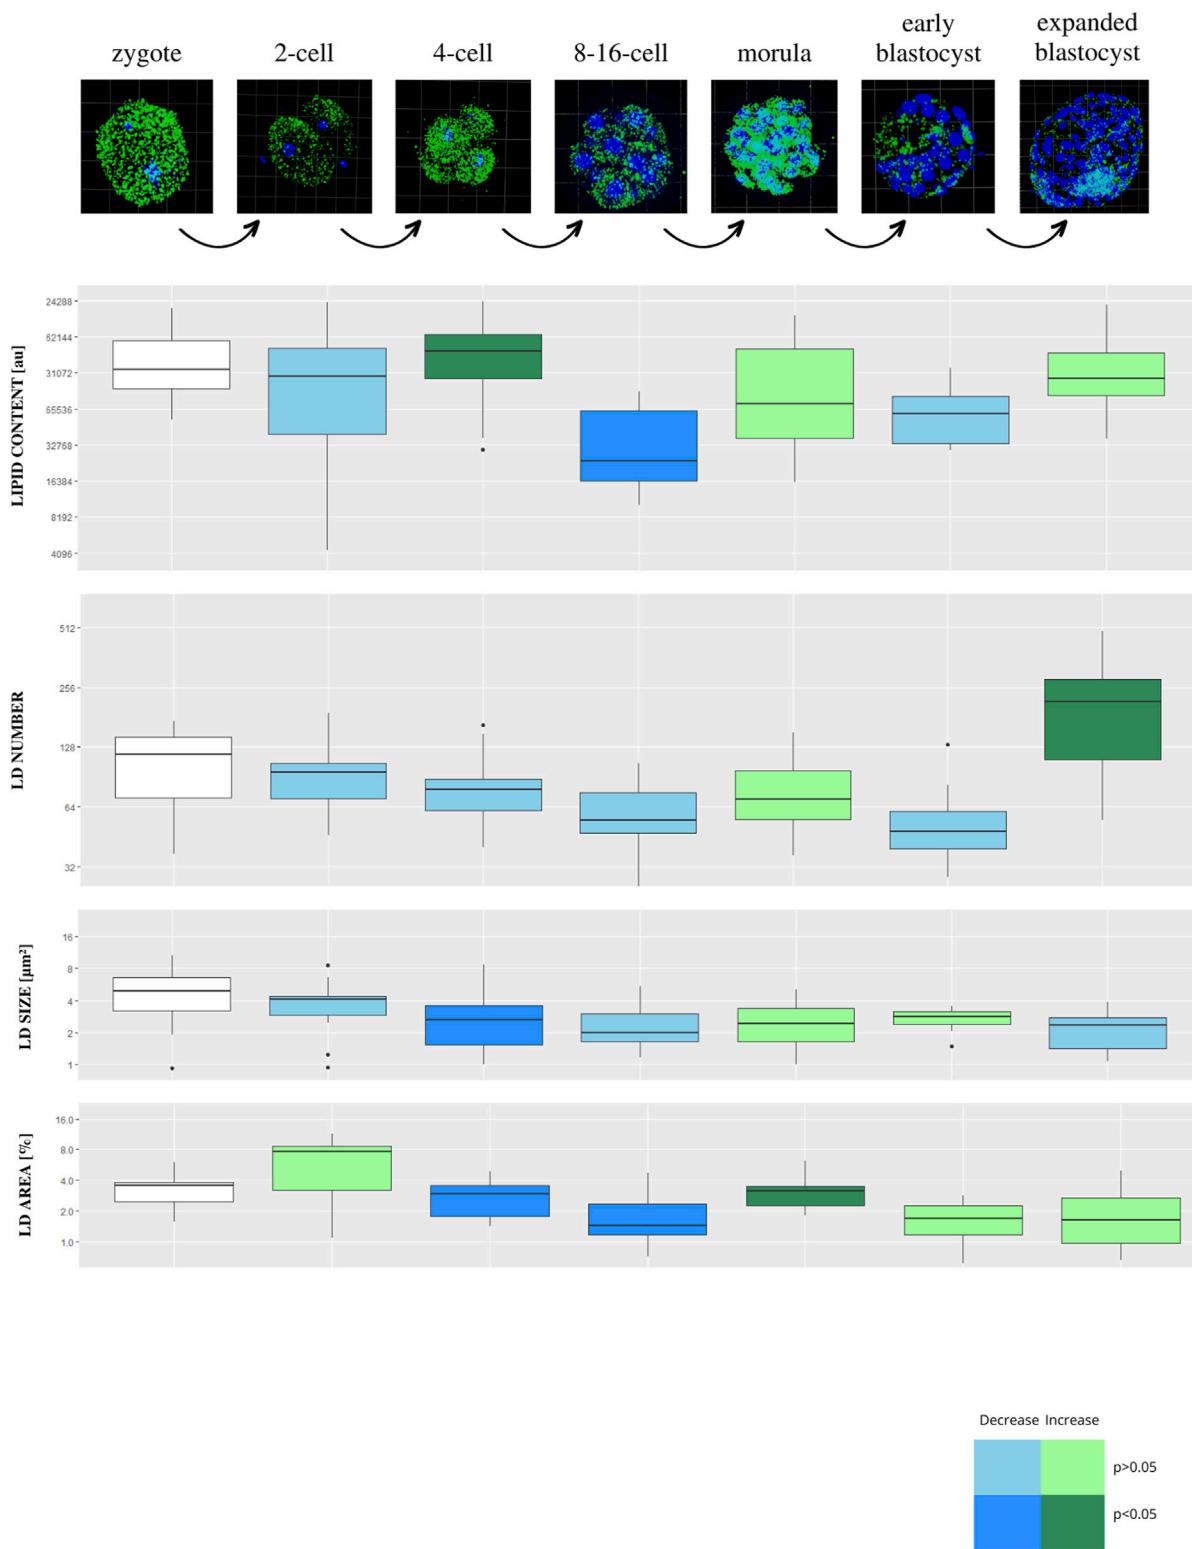 zygote
2-cell
4-cell
8-16-cell
morula
early
blastocyst
expanded
blastocyst
LIPID CONTENT [au]
24288
62144
31072
65536
32768
16384
8192
4096
LD NUMBER
512
256
128
64
32
LD SIZE [µm²]
16
8
4
2
1
LD AREA [%]
16.0
8.0
4.0
2.0
1.0
Decrease Increase
p>0.05
p<0.05